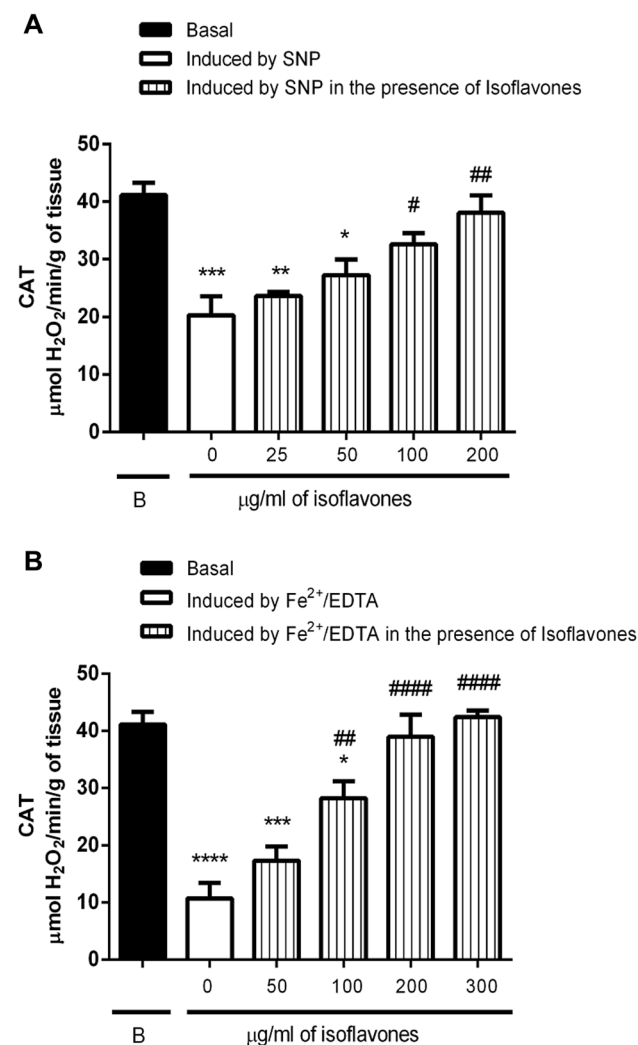 A
Basal
Induced by SNP
Induced by SNP in the presence of Isoflavones
CAT
µmol H₂O₂/min/g of tissue
50
40
30
20
10
0
***
**
*
#
##
0 25 50 100 200
B
µg/ml of isoflavones
B
Basal
Induced by Fe²⁺/EDTA
Induced by Fe²⁺/EDTA in the presence of Isoflavones
CAT
µmol H₂O₂/min/g of tissue
50
40
30
20
10
0
****
***
##
*
####
####
0 50 100 200 300
B
µg/ml of isoflavones